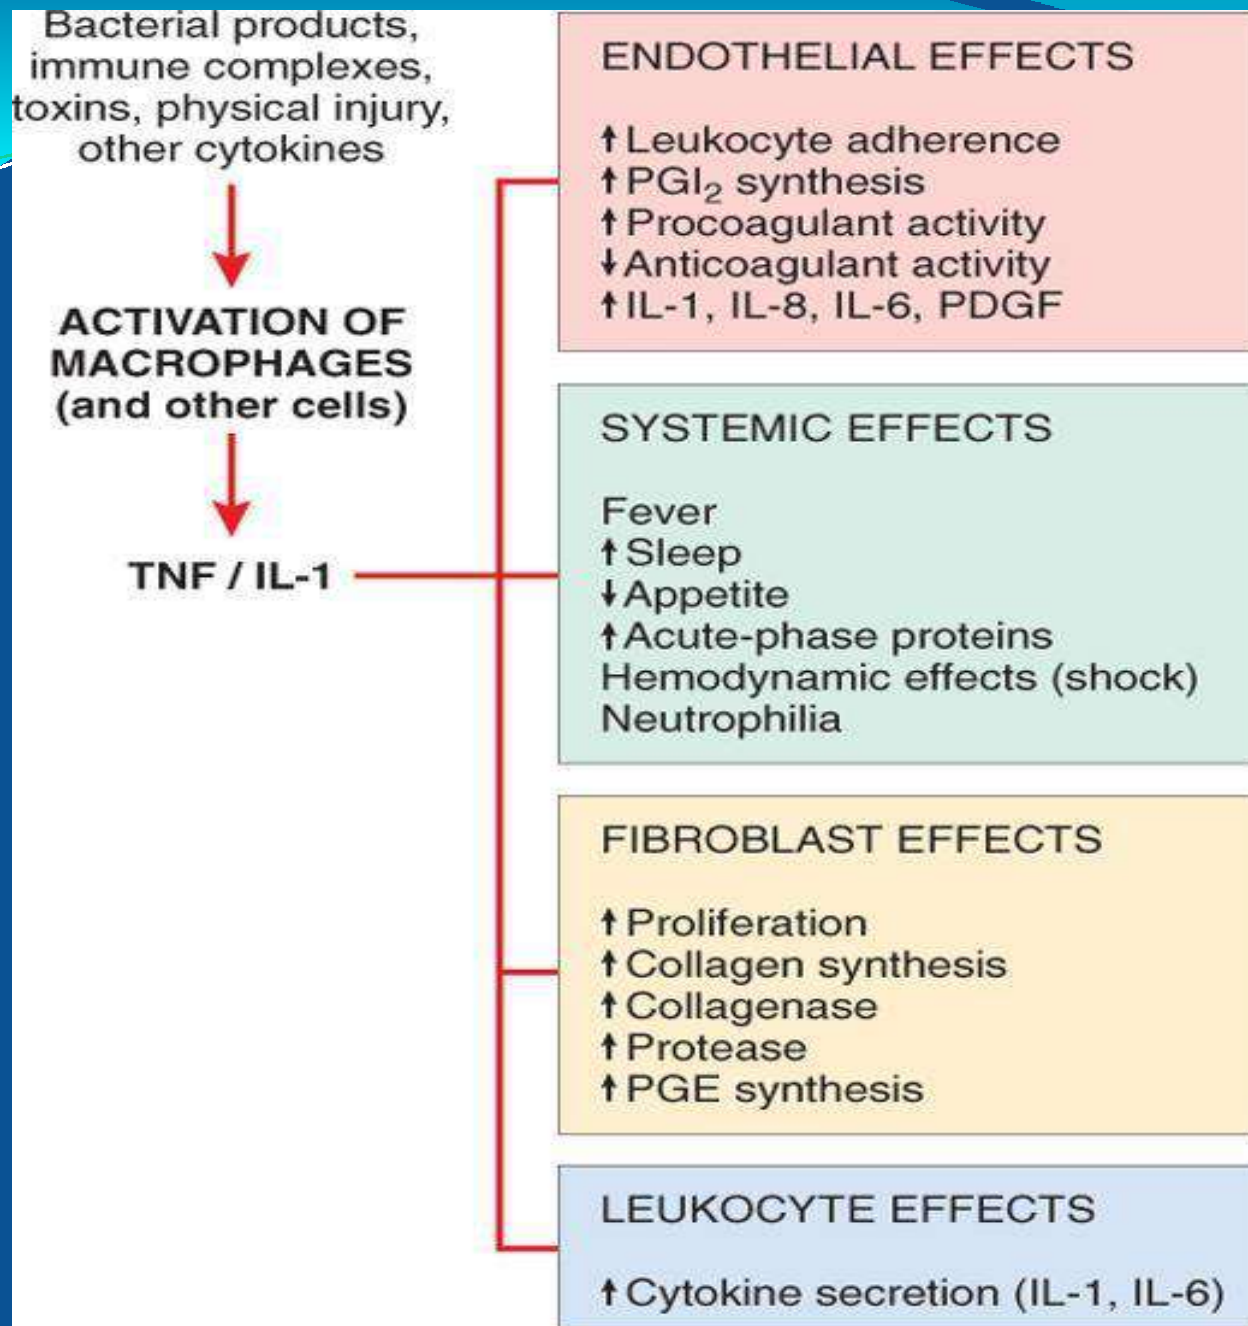 Bacterial products,
immune complexes,
toxins, physical injury,
other cytokines
ACTIVATION OF
MACROPHAGES
(and other cells)
TNF / IL-1
ENDOTHELIAL EFFECTS
↑ Leukocyte adherence
↑ PGI₂ synthesis
↑ Procoagulant activity
↓ Anticoagulant activity
↑ IL-1, IL-8, IL-6, PDGF
SYSTEMIC EFFECTS
Fever
↑ Sleep
↓ Appetite
↑ Acute-phase proteins
Hemodynamic effects (shock)
Neutrophilia
FIBROBLAST EFFECTS
↑ Proliferation
↑ Collagen synthesis
↑ Collagenase
↑ Protease
↑ PGE synthesis
LEUKOCYTE EFFECTS
↑ Cytokine secretion (IL-1, IL-6)